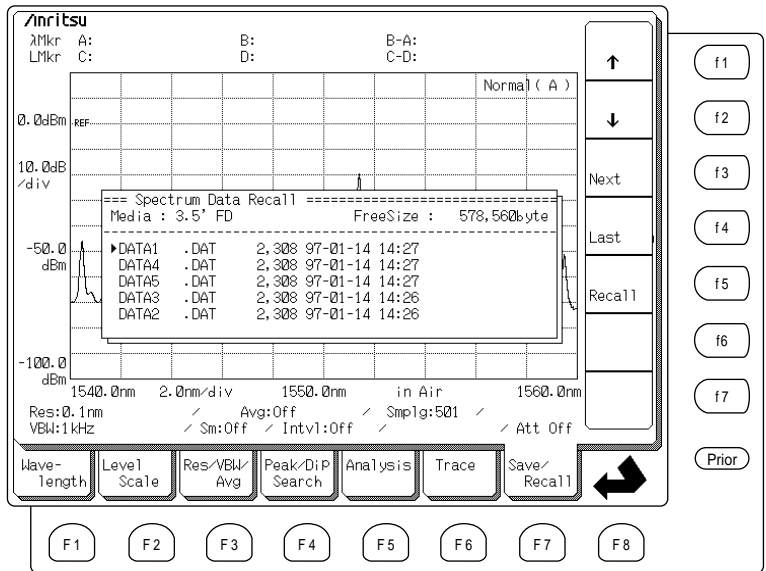 Anritsu
λMkr A: B: B-A:
LMkr C: D: C-D:
Normal( A )
0.0dBm REF
10.0dB
/div
-50.0
dBm
-100.0
dBm
=== Spectrum Data Recall ===========================
Media : 3.5' FD FreeSize : 578,560byte
DATA1 .DAT 2,308 97-01-14 14:27
DATA4 .DAT 2,308 97-01-14 14:27
DATA5 .DAT 2,308 97-01-14 14:27
DATA3 .DAT 2,308 97-01-14 14:26
DATA2 .DAT 2,308 97-01-14 14:26
1540.0nm 2.0nm/div 1550.0nm in Air 1560.0nm
Res:0.1nm / Avg:Off / Smplg:501 /
VBW:1kHz / Sm:Off / Intvl:Off / / Att Off
↑
↓
Next
Last
Recall
f1
f2
f3
f4
f5
f6
f7
Prior
Wave-
length
Level
Scale
Res/VBW/
Avg
Peak/Dip
Search
Analysis
Trace
Save/
Recall
F1
F2
F3
F4
F5
F6
F7
F8